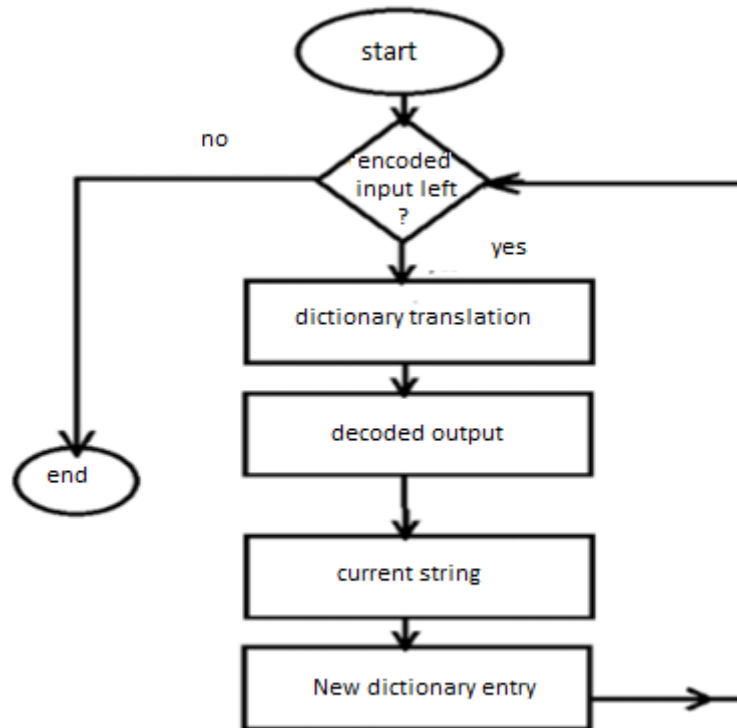 start
no
encoded
input left
?
yes
dictionary translation
decoded output
end
current string
New dictionary entry